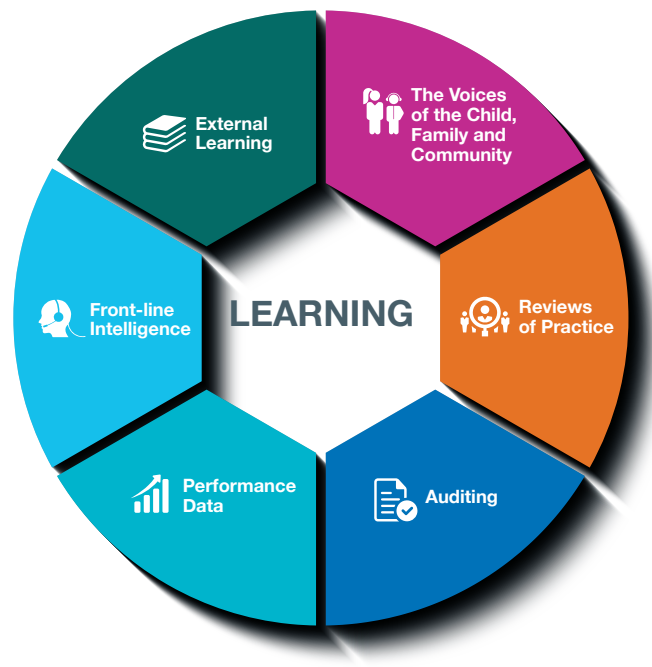 The Voices
of the Child,
Family and
Community
Reviews
of Practice
Auditing
Performance
Data
Front-line
Intelligence
External
Learning
LEARNING